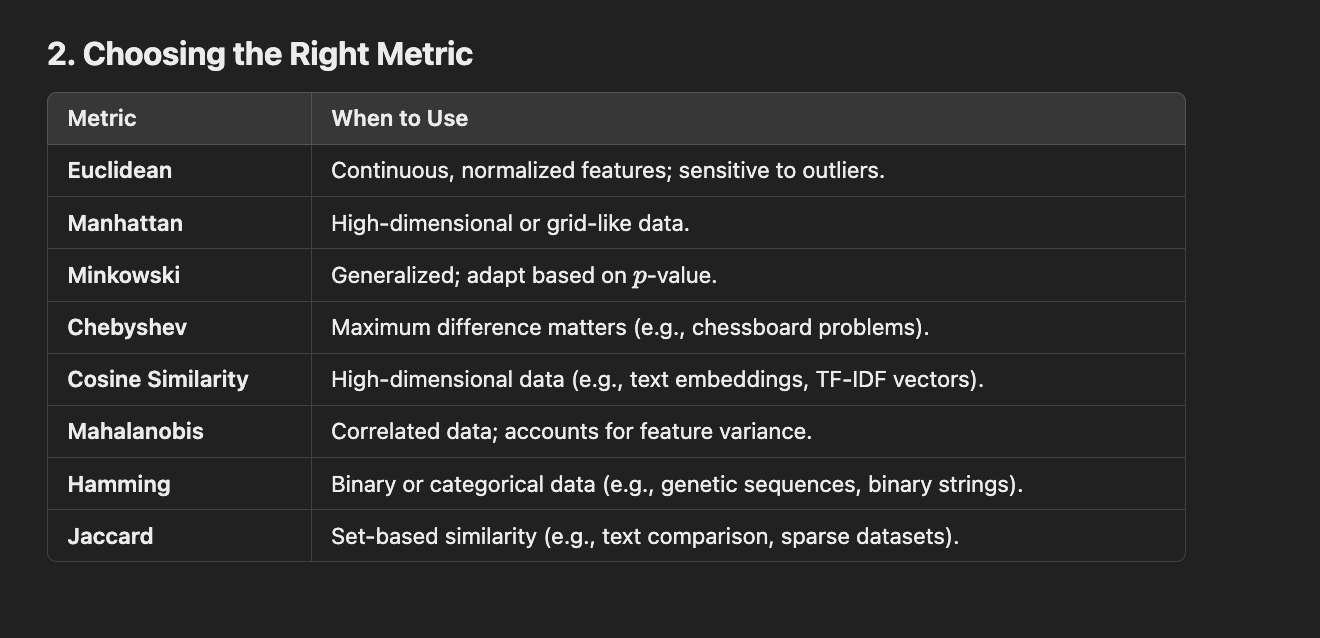 2. Choosing the Right Metric
Metric When to Use
Euclidean Continuous, normalized features; sensitive to outliers.
Manhattan High-dimensional or grid-like data.
Minkowski Generalized; adapt based on p-value.
Chebyshev Maximum difference matters (e.g., chessboard problems).
Cosine Similarity High-dimensional data (e.g., text embeddings, TF-IDF vectors).
Mahalanobis Correlated data; accounts for feature variance.
Hamming Binary or categorical data (e.g., genetic sequences, binary strings).
Jaccard Set-based similarity (e.g., text comparison, sparse datasets).